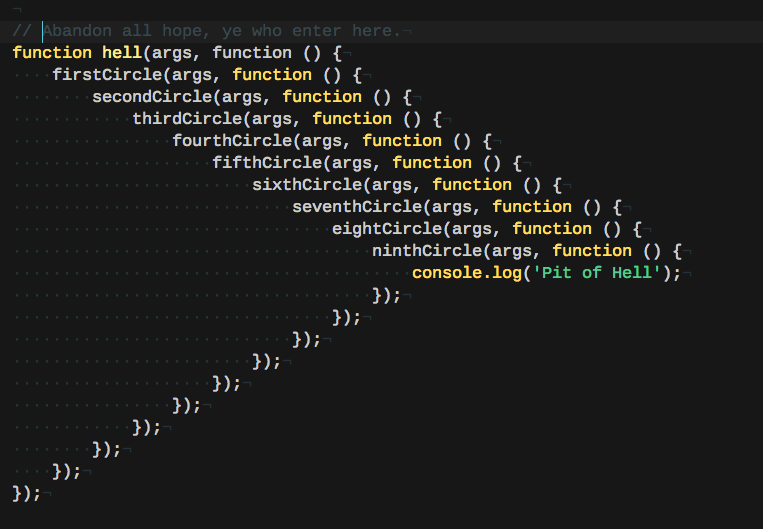 // Abandon all hope, ye who enter here.
function hell(args, function () {
    firstCircle(args, function () {
        secondCircle(args, function () {
            thirdCircle(args, function () {
                fourthCircle(args, function () {
                    fifthCircle(args, function () {
                        sixthCircle(args, function () {
                            seventhCircle(args, function () {
                                eightCircle(args, function () {
                                    ninthCircle(args, function () {
                                        console.log('Pit of Hell');
                                    });
                                });
                            });
                        });
                    });
                });
            });
        });
    });
});